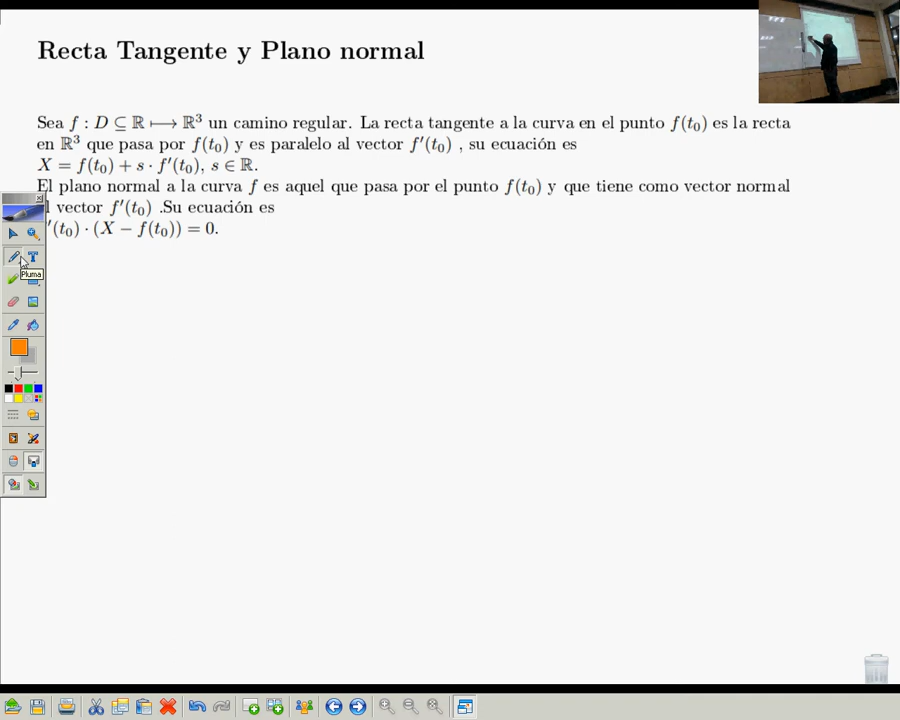 Recta Tangente y Plano normal
Sea f : D ⊆ ℝ ⟼ ℝ³ un camino regular. La recta tangente a la curva en el punto f(t₀) es la recta
en ℝ³ que pasa por f(t₀) y es paralelo al vector f′(t₀) , su ecuación es
X = f(t₀) + s · f′(t₀), s ∈ ℝ.
El plano normal a la curva f es aquel que pasa por el punto f(t₀) y que tiene como vector normal
l vector f′(t₀) .Su ecuación es
′(t₀) · (X − f(t₀)) = 0.
Pluma